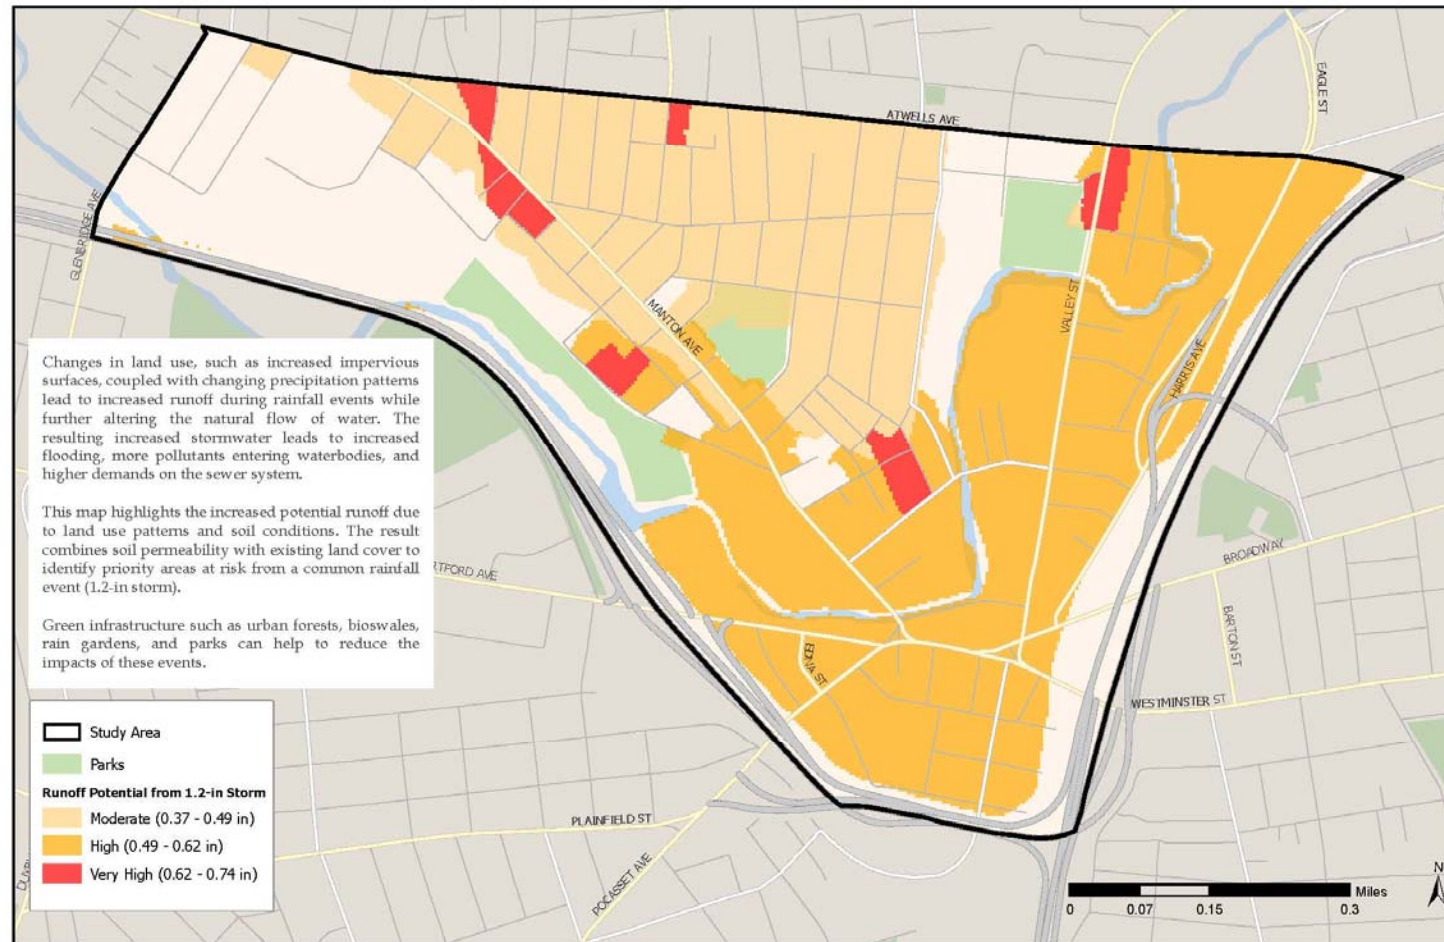 ATWELLS AVE
EAGLE ST
GLENBRIDGE AVE
MANTON AVE
VALLEY ST
HARRIS AVE
Changes in land use, such as increased impervious
surfaces, coupled with changing precipitation patterns
lead to increased runoff during rainfall events while
further altering the natural flow of water. The
resulting increased stormwater leads to increased
flooding, more pollutants entering waterbodies, and
higher demands on the sewer system.
This map highlights the increased potential runoff due
to land use patterns and soil conditions. The result
combines soil permeability with existing land cover to
identify priority areas at risk from a common rainfall
event (1.2-in storm).
Green infrastructure such as urban forests, bioswales,
rain gardens, and parks can help to reduce the
impacts of these events.
RTFORD AVE
BROADWAY
BARTON ST
EDNA ST
WESTMINSTER ST
Study Area
Parks
Runoff Potential from 1.2-in Storm
Moderate (0.37 - 0.49 in)
High (0.49 - 0.62 in)
Very High (0.62 - 0.74 in)
PLAINFIELD ST
POCASSET AVE
N
Miles
0 0.07 0.15 0.3